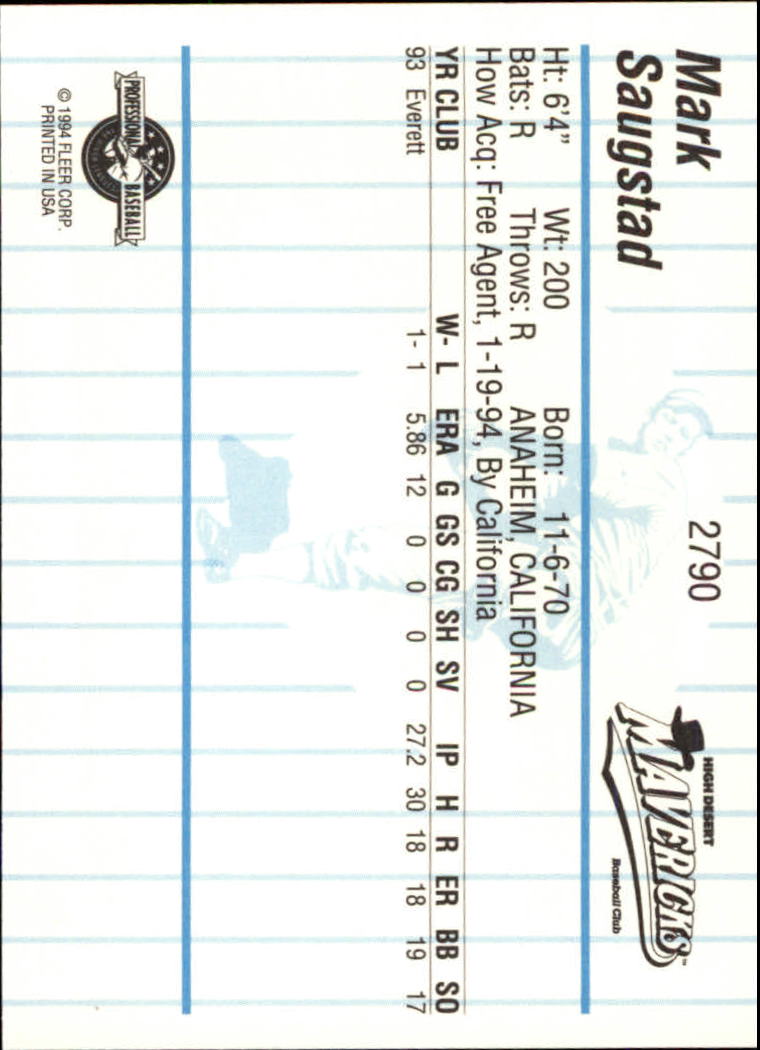 Mark
Saugstad
2790
HIGH DESERT
MAVERICKS™
Baseball Club
Ht: 6'4" Wt: 200 Born: 11-6-70
Bats: R Throws: R ANAHEIM, CALIFORNIA
How Acq: Free Agent, 1-19-94, By California
YR CLUB W- L ERA G GS CG SH SV IP H R ER BB SO
93 Everett 1- 1 5.86 12 0 0 0 0 27.2 30 18 18 19 17
PROFESSIONAL BASEBALL
© 1994 FLEER CORP.
PRINTED IN USA